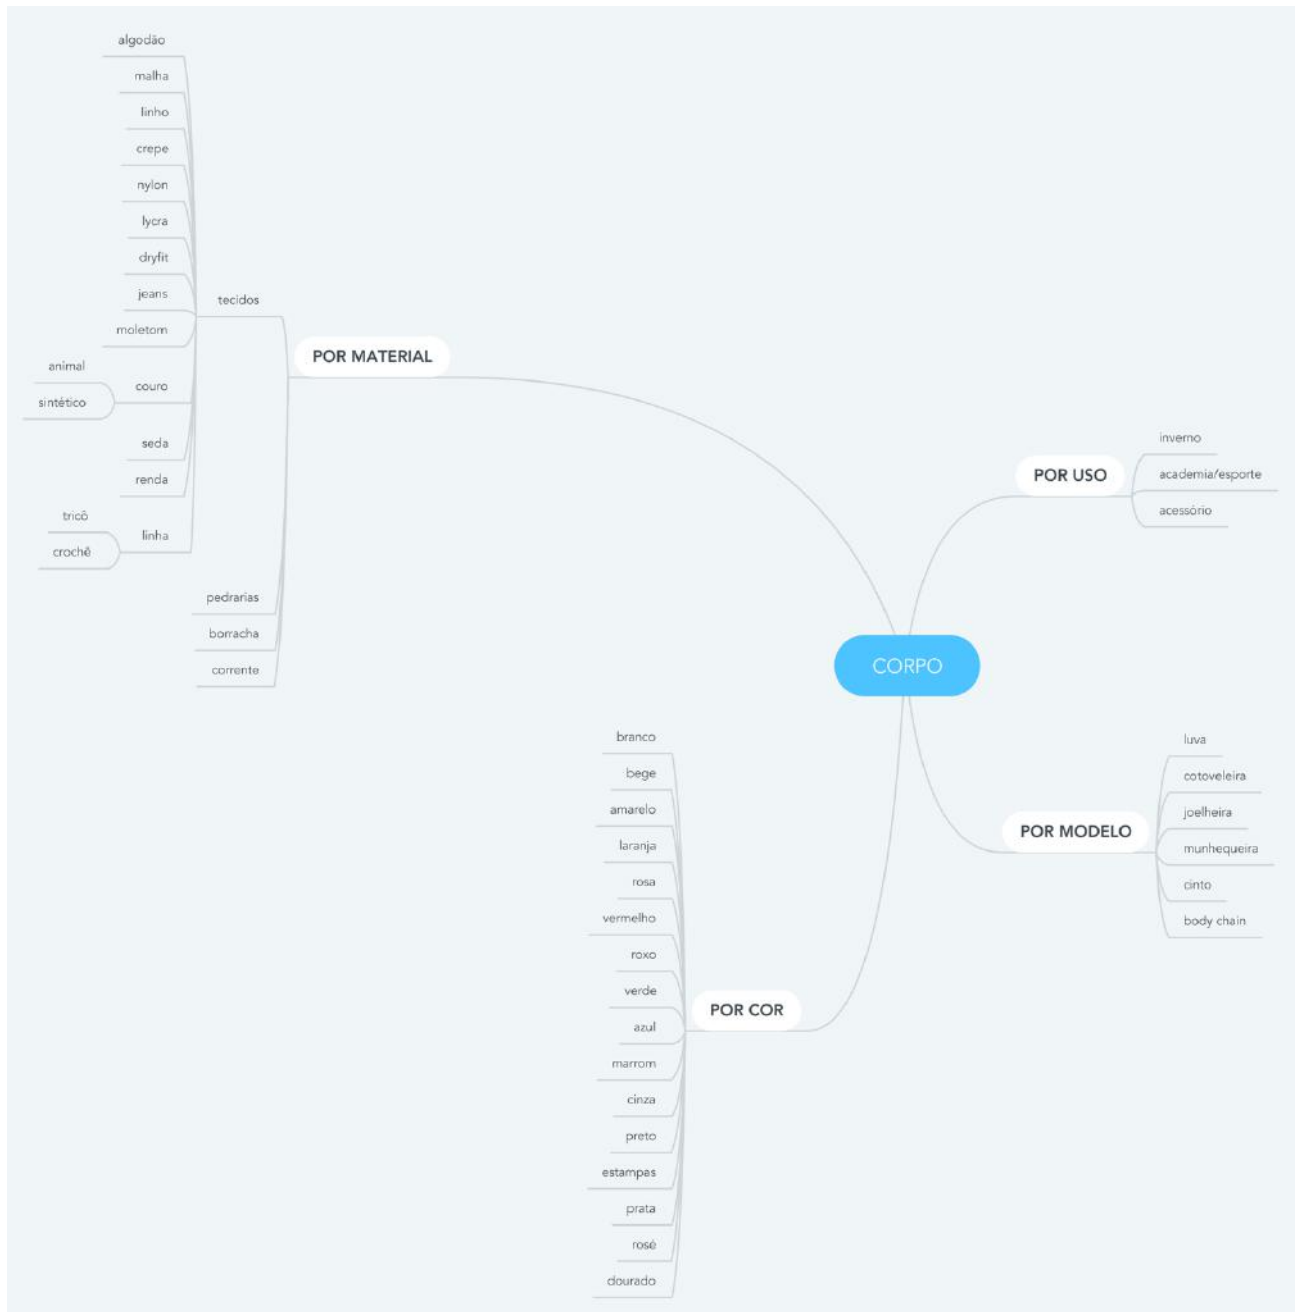 algodão
malha
linho
crepe
nylon
lycra
dryfit
jeans
moletom
animal
sintético
couro
seda
renda
tricô
crochê
linha
tecidos
pedrarias
borracha
corrente
POR MATERIAL
POR USO
inverno
academia/esporte
acessório
CORPO
POR MODELO
luva
cotoveleira
joelheira
munhequeira
cinto
body chain
POR COR
branco
bege
amarelo
laranja
rosa
vermelho
roxo
verde
azul
marrom
cinza
preto
estampas
prata
rosé
dourado